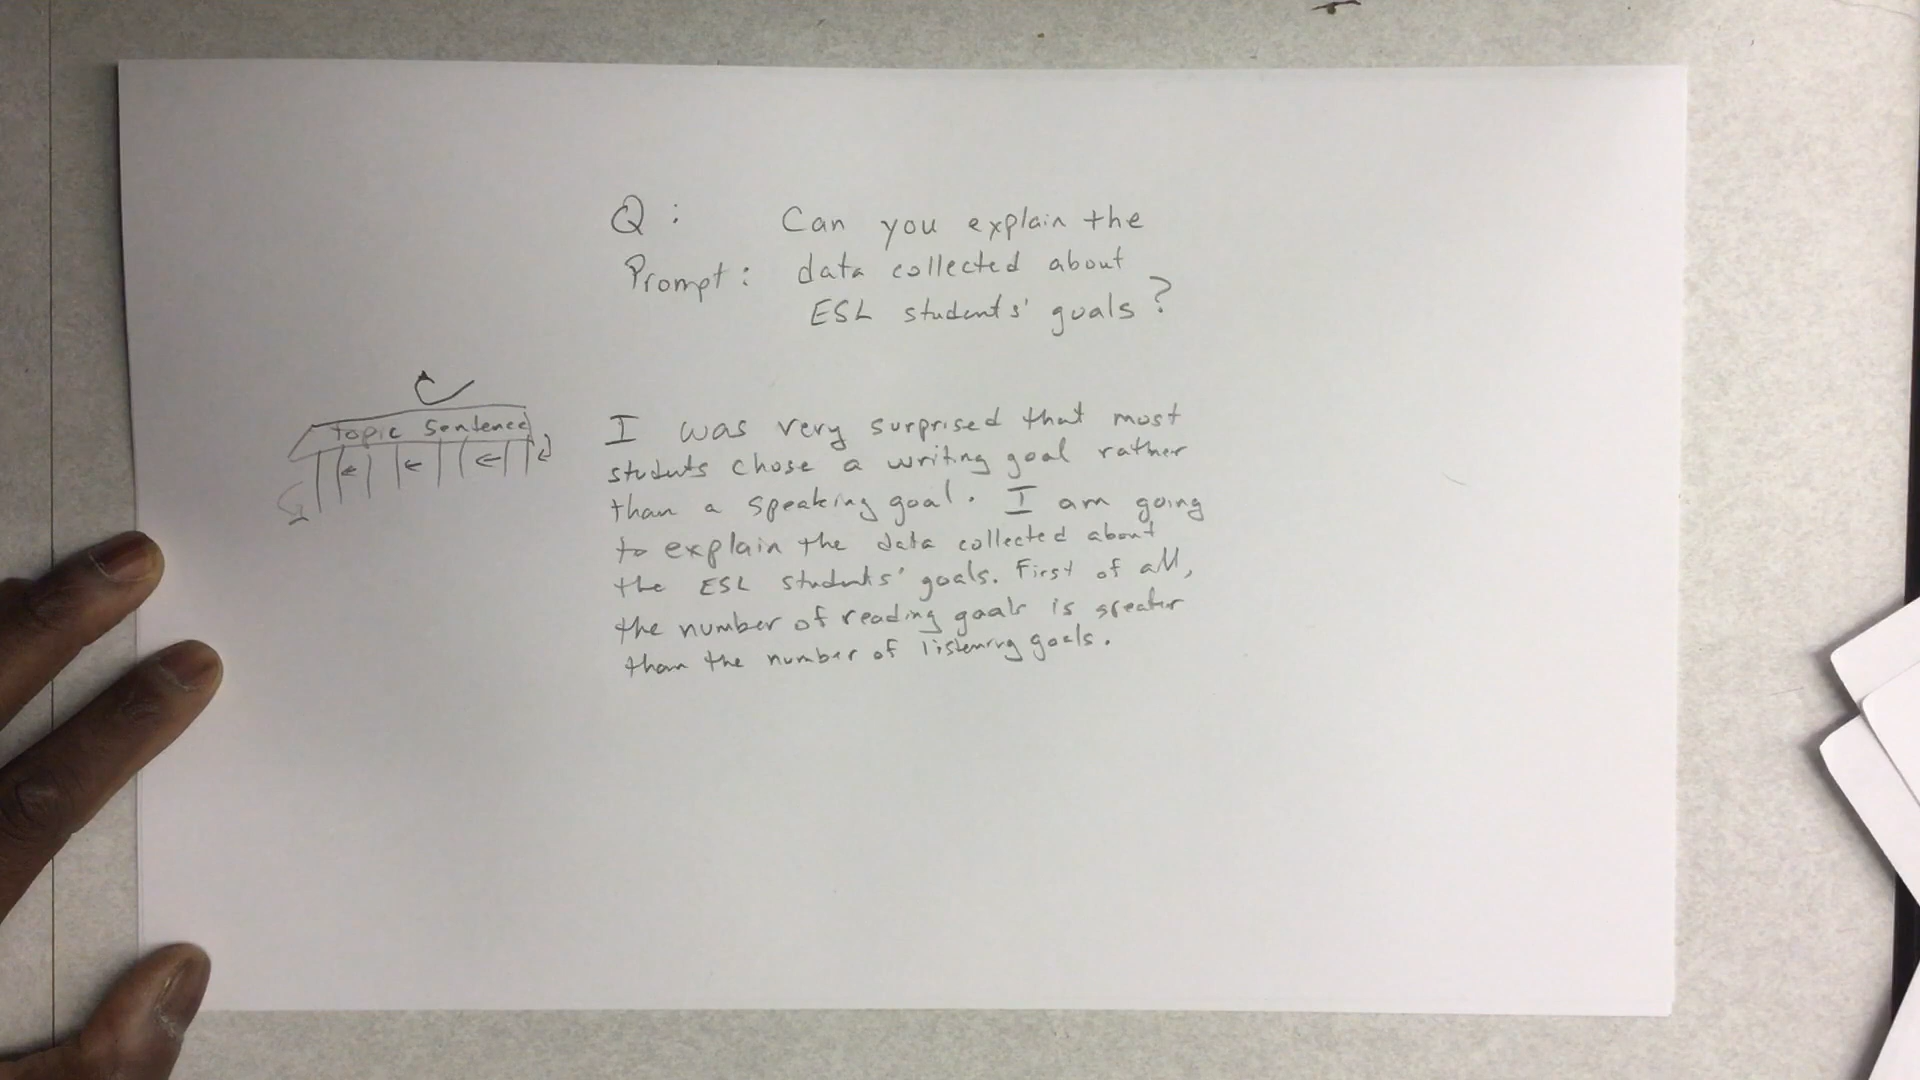 Q : Can you explain the
Prompt : data collected about
ESL students' goals ?
Topic Sentence
I was very surprised that most
students chose a writing goal rather
than a speaking goal. I am going
to explain the data collected about
the ESL students' goals. First of all,
the number of reading goals is greater
than the number of listening goals.